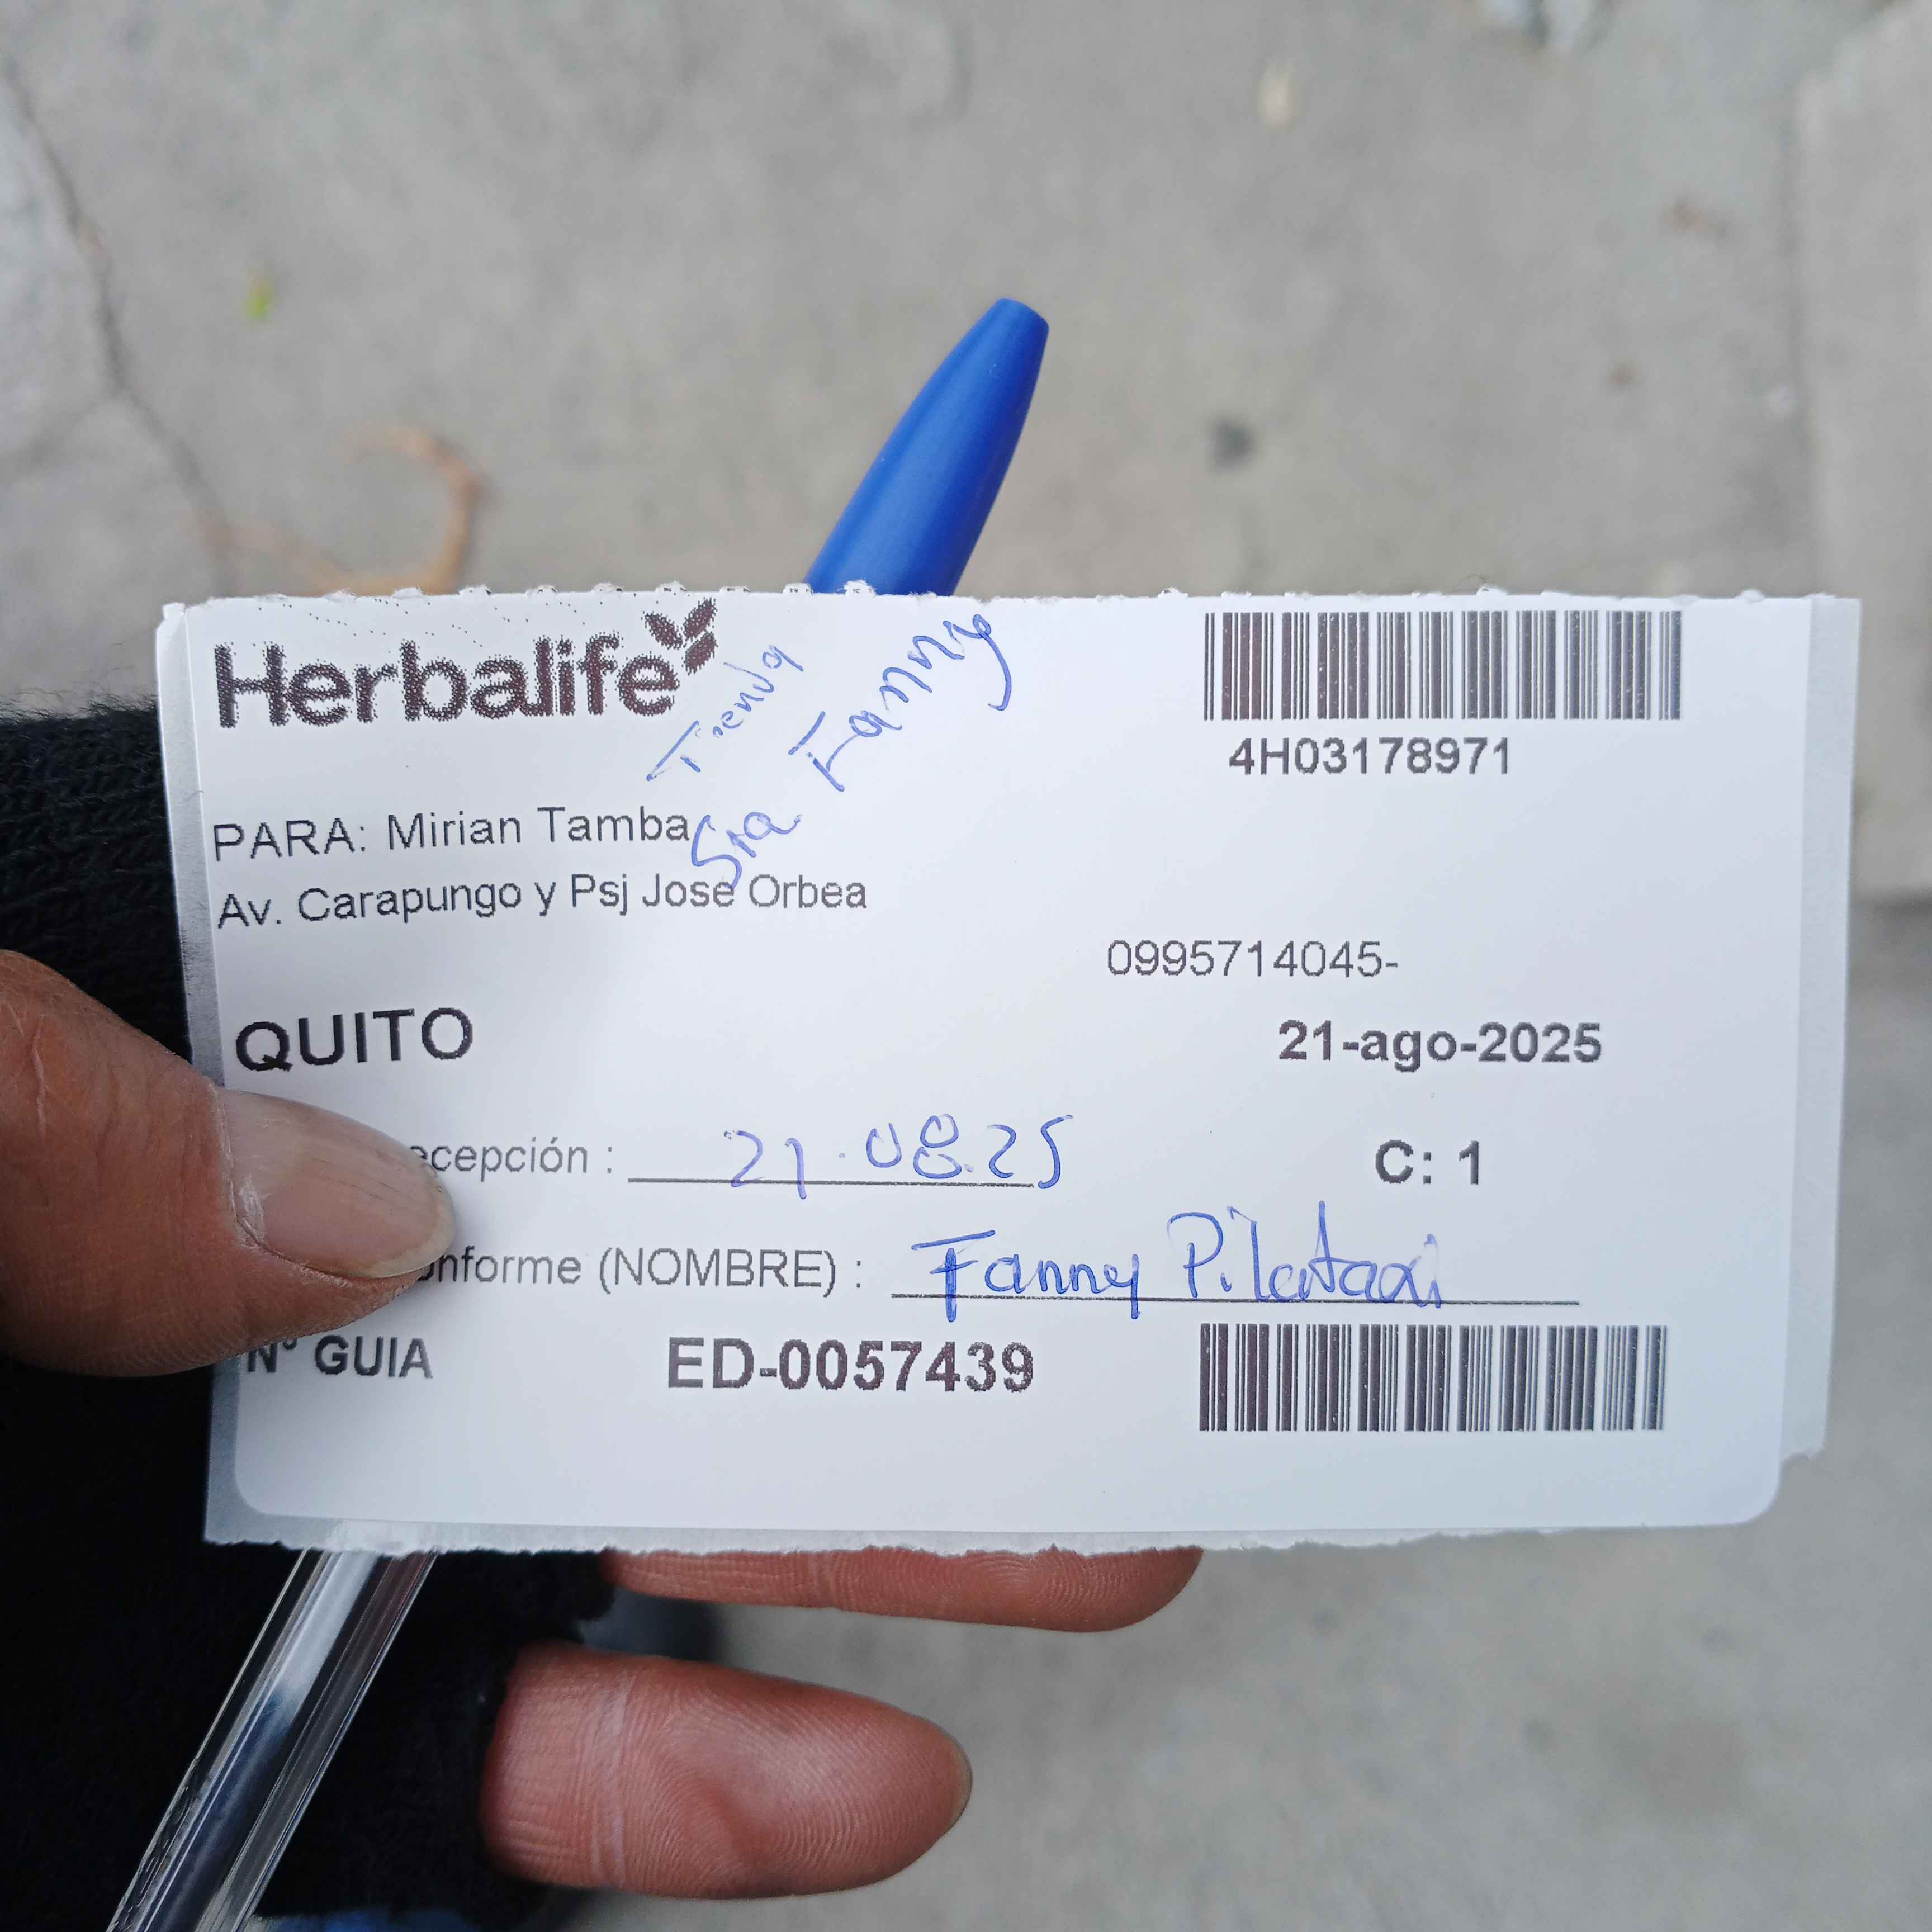 Herbalife
Tienda
Sra Fanny
4H03178971
PARA: Mirian Tamba
Av. Carapungo y Psj Jose Orbea
0995714045-
QUITO
21-ago-2025
ecepción : 21.08.25
C: 1
onforme (NOMBRE) : Fanny
N° GUIA ED-0057439